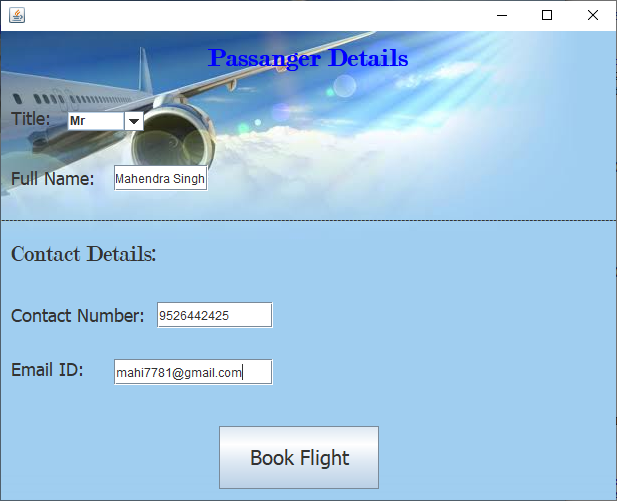 Passanger Details
Title: Mr
Full Name: Mahendra Singh
Contact Details:
Contact Number: 9526442425
Email ID: mahi7781@gmail.com
Book Flight